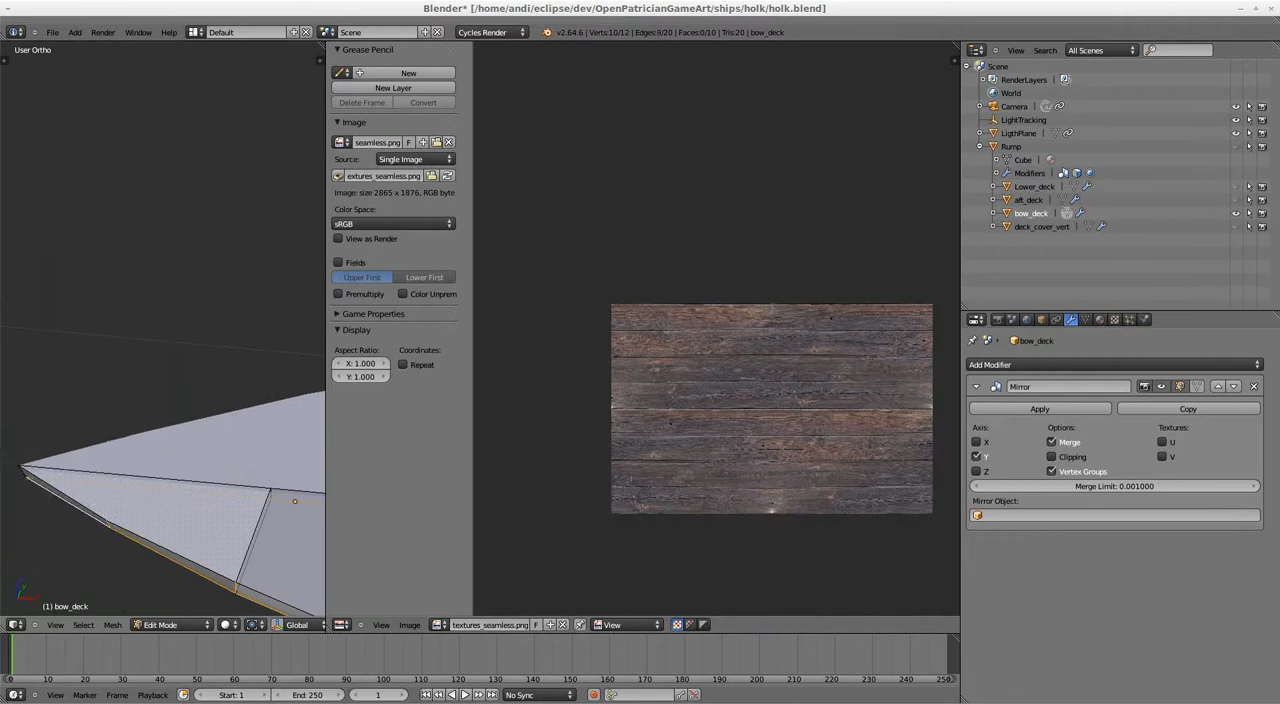 Blender* [/home/andi/eclipse/dev/OpenPatricianGameArt/ships/holk/holk.blend]
File Add Render Window Help Default Scene Cycles Render v2.64.6 | Verts:10/12 | Edges:9/20 | Faces:0/10 | Tris:20 | bow_deck
View Search All Scenes
User Ortho
Grease Pencil
New
New Layer
Delete Frame Convert
Image
seamless.png F
Source: Single Image
extures_seamless.png
Image: size 2865 x 1876, RGB byte
Color Space:
sRGB
View as Render
Fields
Upper First Lower First
Premultiply Color Unprem
Game Properties
Display
Aspect Ratio: Coordinates:
X: 1.000 Repeat
Y: 1.000
Scene
RenderLayers
World
Camera
LightTracking
LigthPlane
Rump
Cube
Modifiers
Lower_deck
aft_deck
bow_deck
deck_cover_vert
bow_deck
Add Modifier
Mirror
Apply Copy
Axis: Options: Textures:
X Merge U
Y Clipping V
Z Vertex Groups
Merge Limit: 0.001000
Mirror Object:
(1) bow_deck
View Select Mesh Edit Mode Global
View Image textures_seamless.png F View
0 10 20 30 40 50 60 70 80 90 100 110 120 130 140 150 160 170 180 190 200 210 220 230 240 250
View Marker Frame Playback Start: 1 End: 250 1 No Sync